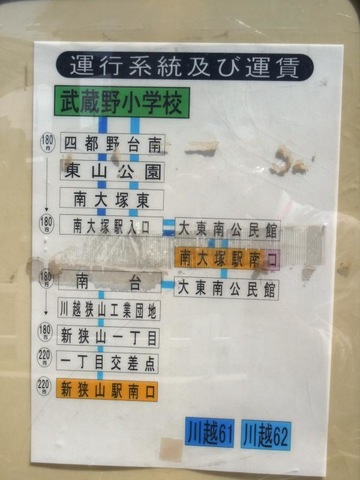 運行系統及び運賃
武蔵野小学校
180円 四都野台南
東山公園
南大塚東
180円 南大塚駅入口 大東南公民館
南大塚駅南口
180円 南台 大東南公民館
川越狭山工業団地
180円 新狭山一丁目
220円 一丁目交差点
220円 新狭山駅南口
川越61 川越62